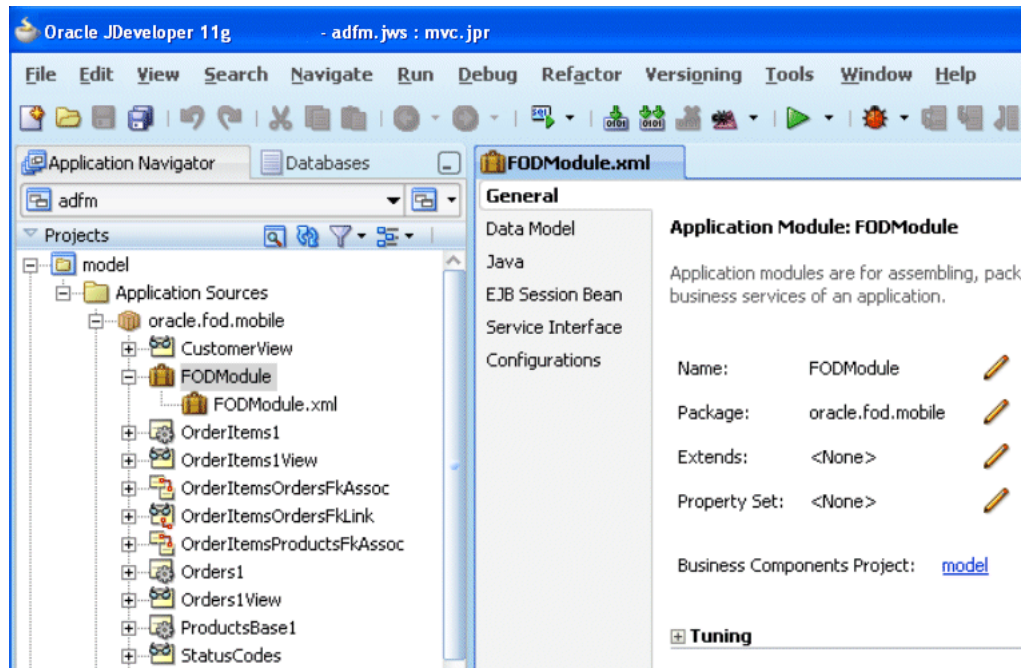 Oracle JDeveloper 11g - adfm.jws : mvc.jpr
File Edit View Search Navigate Run Debug Refactor Versioning Tools Window Help
Application Navigator
Databases
adfm
Projects
model
Application Sources
oracle.fod.mobile
CustomerView
FODModule
FODModule.xml
OrderItems1
OrderItems1View
OrderItemsOrdersFkAssoc
OrderItemsOrdersFkLink
OrderItemsProductsFkAssoc
Orders1
Orders1View
ProductsBase1
StatusCodes
FODModule.xml
General
Data Model
Java
EJB Session Bean
Service Interface
Configurations
Application Module: FODModule
Application modules are for assembling, pack
business services of an application.
Name: FODModule
Package: oracle.fod.mobile
Extends: <None>
Property Set: <None>
Business Components Project: model
Tuning